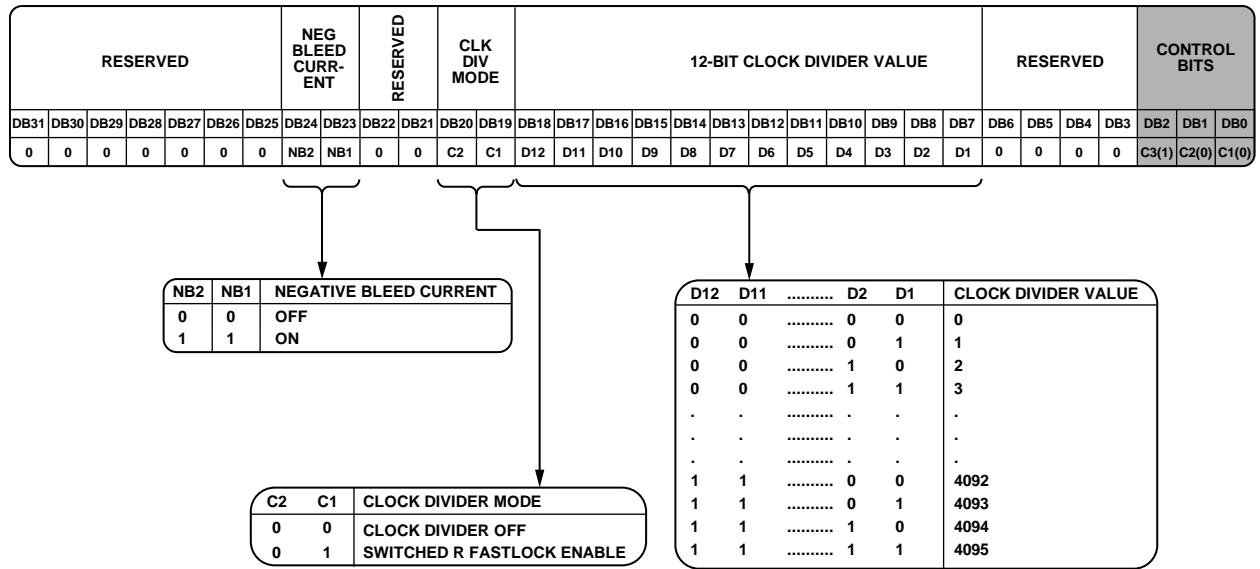 RESERVED
NEG BLEED CURR-ENT
RESERVED
CLK DIV MODE
12-BIT CLOCK DIVIDER VALUE
RESERVED
CONTROL BITS
DB31 DB30 DB29 DB28 DB27 DB26 DB25 DB24 DB23 DB22 DB21 DB20 DB19 DB18 DB17 DB16 DB15 DB14 DB13 DB12 DB11 DB10 DB9 DB8 DB7 DB6 DB5 DB4 DB3 DB2 DB1 DB0
0 0 0 0 0 0 0 NB2 NB1 0 0 C2 C1 D12 D11 D10 D9 D8 D7 D6 D5 D4 D3 D2 D1 0 0 0 0 C3(1) C2(0) C1(0)
NB2 NB1 NEGATIVE BLEED CURRENT
0 0 OFF
1 1 ON
C2 C1 CLOCK DIVIDER MODE
0 0 CLOCK DIVIDER OFF
0 1 SWITCHED R FASTLOCK ENABLE
D12 D11 .......... D2 D1 CLOCK DIVIDER VALUE
0 0 .......... 0 0 0
0 0 .......... 0 1 1
0 0 .......... 1 0 2
0 0 .......... 1 1 3
. . .......... . . .
. . .......... . . .
. . .......... . . .
1 1 .......... 0 0 4092
1 1 .......... 0 1 4093
1 1 .......... 1 0 4094
1 1 .......... 1 1 4095